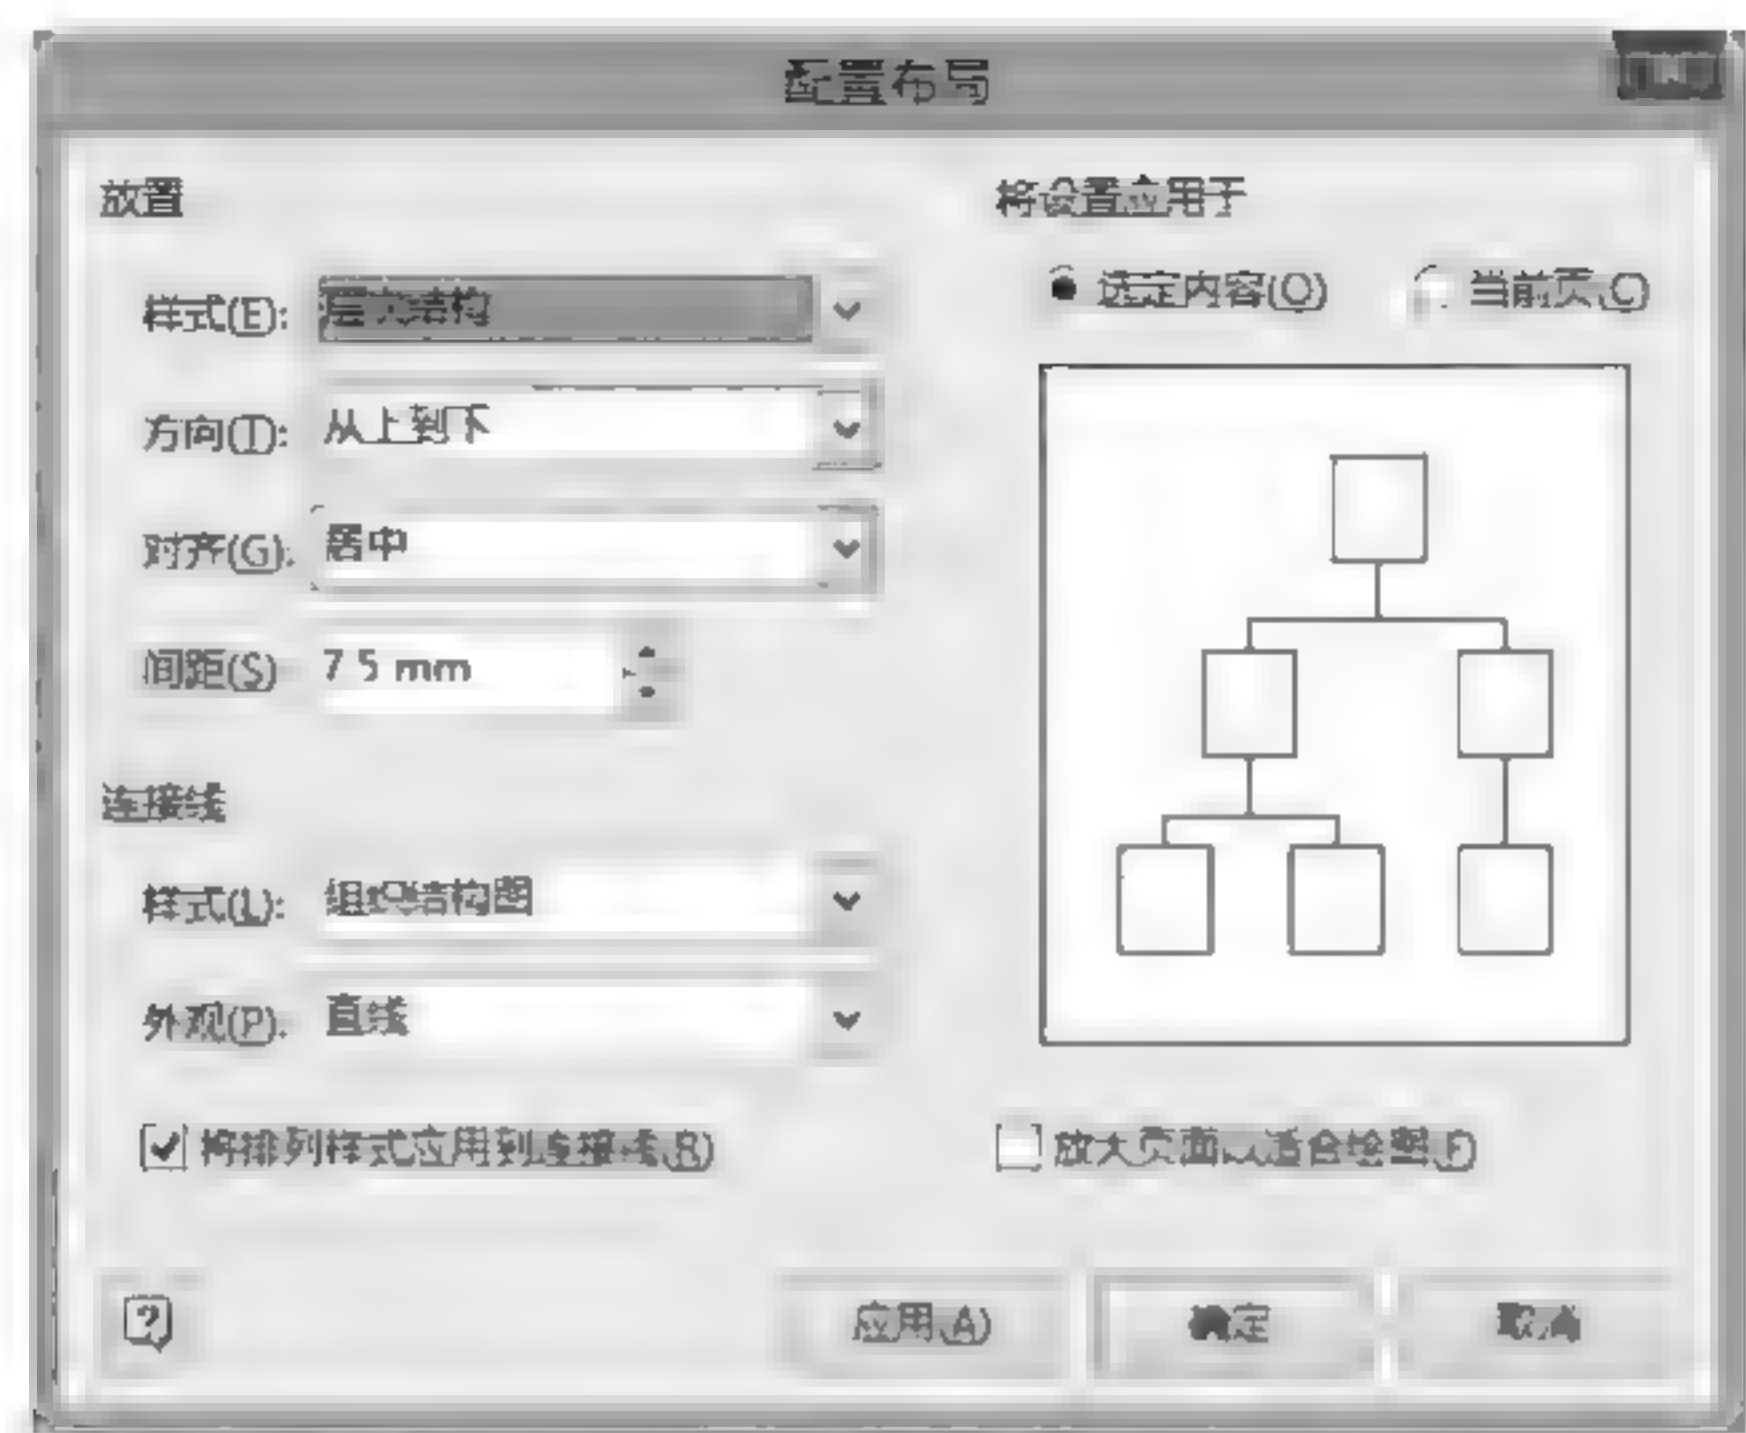 配置布局
放置
样式(E): 层次结构
方向(T): 从上到下
对齐(G): 居中
间距(S) 7.5 mm
连接线
样式(L): 组织结构图
外观(P): 直线
将排列样式应用到连接线(R)
将设置应用于
选定内容(O) 当前页(C)
放大页面以适合绘图(F)
?
应用(A) 确定 取消